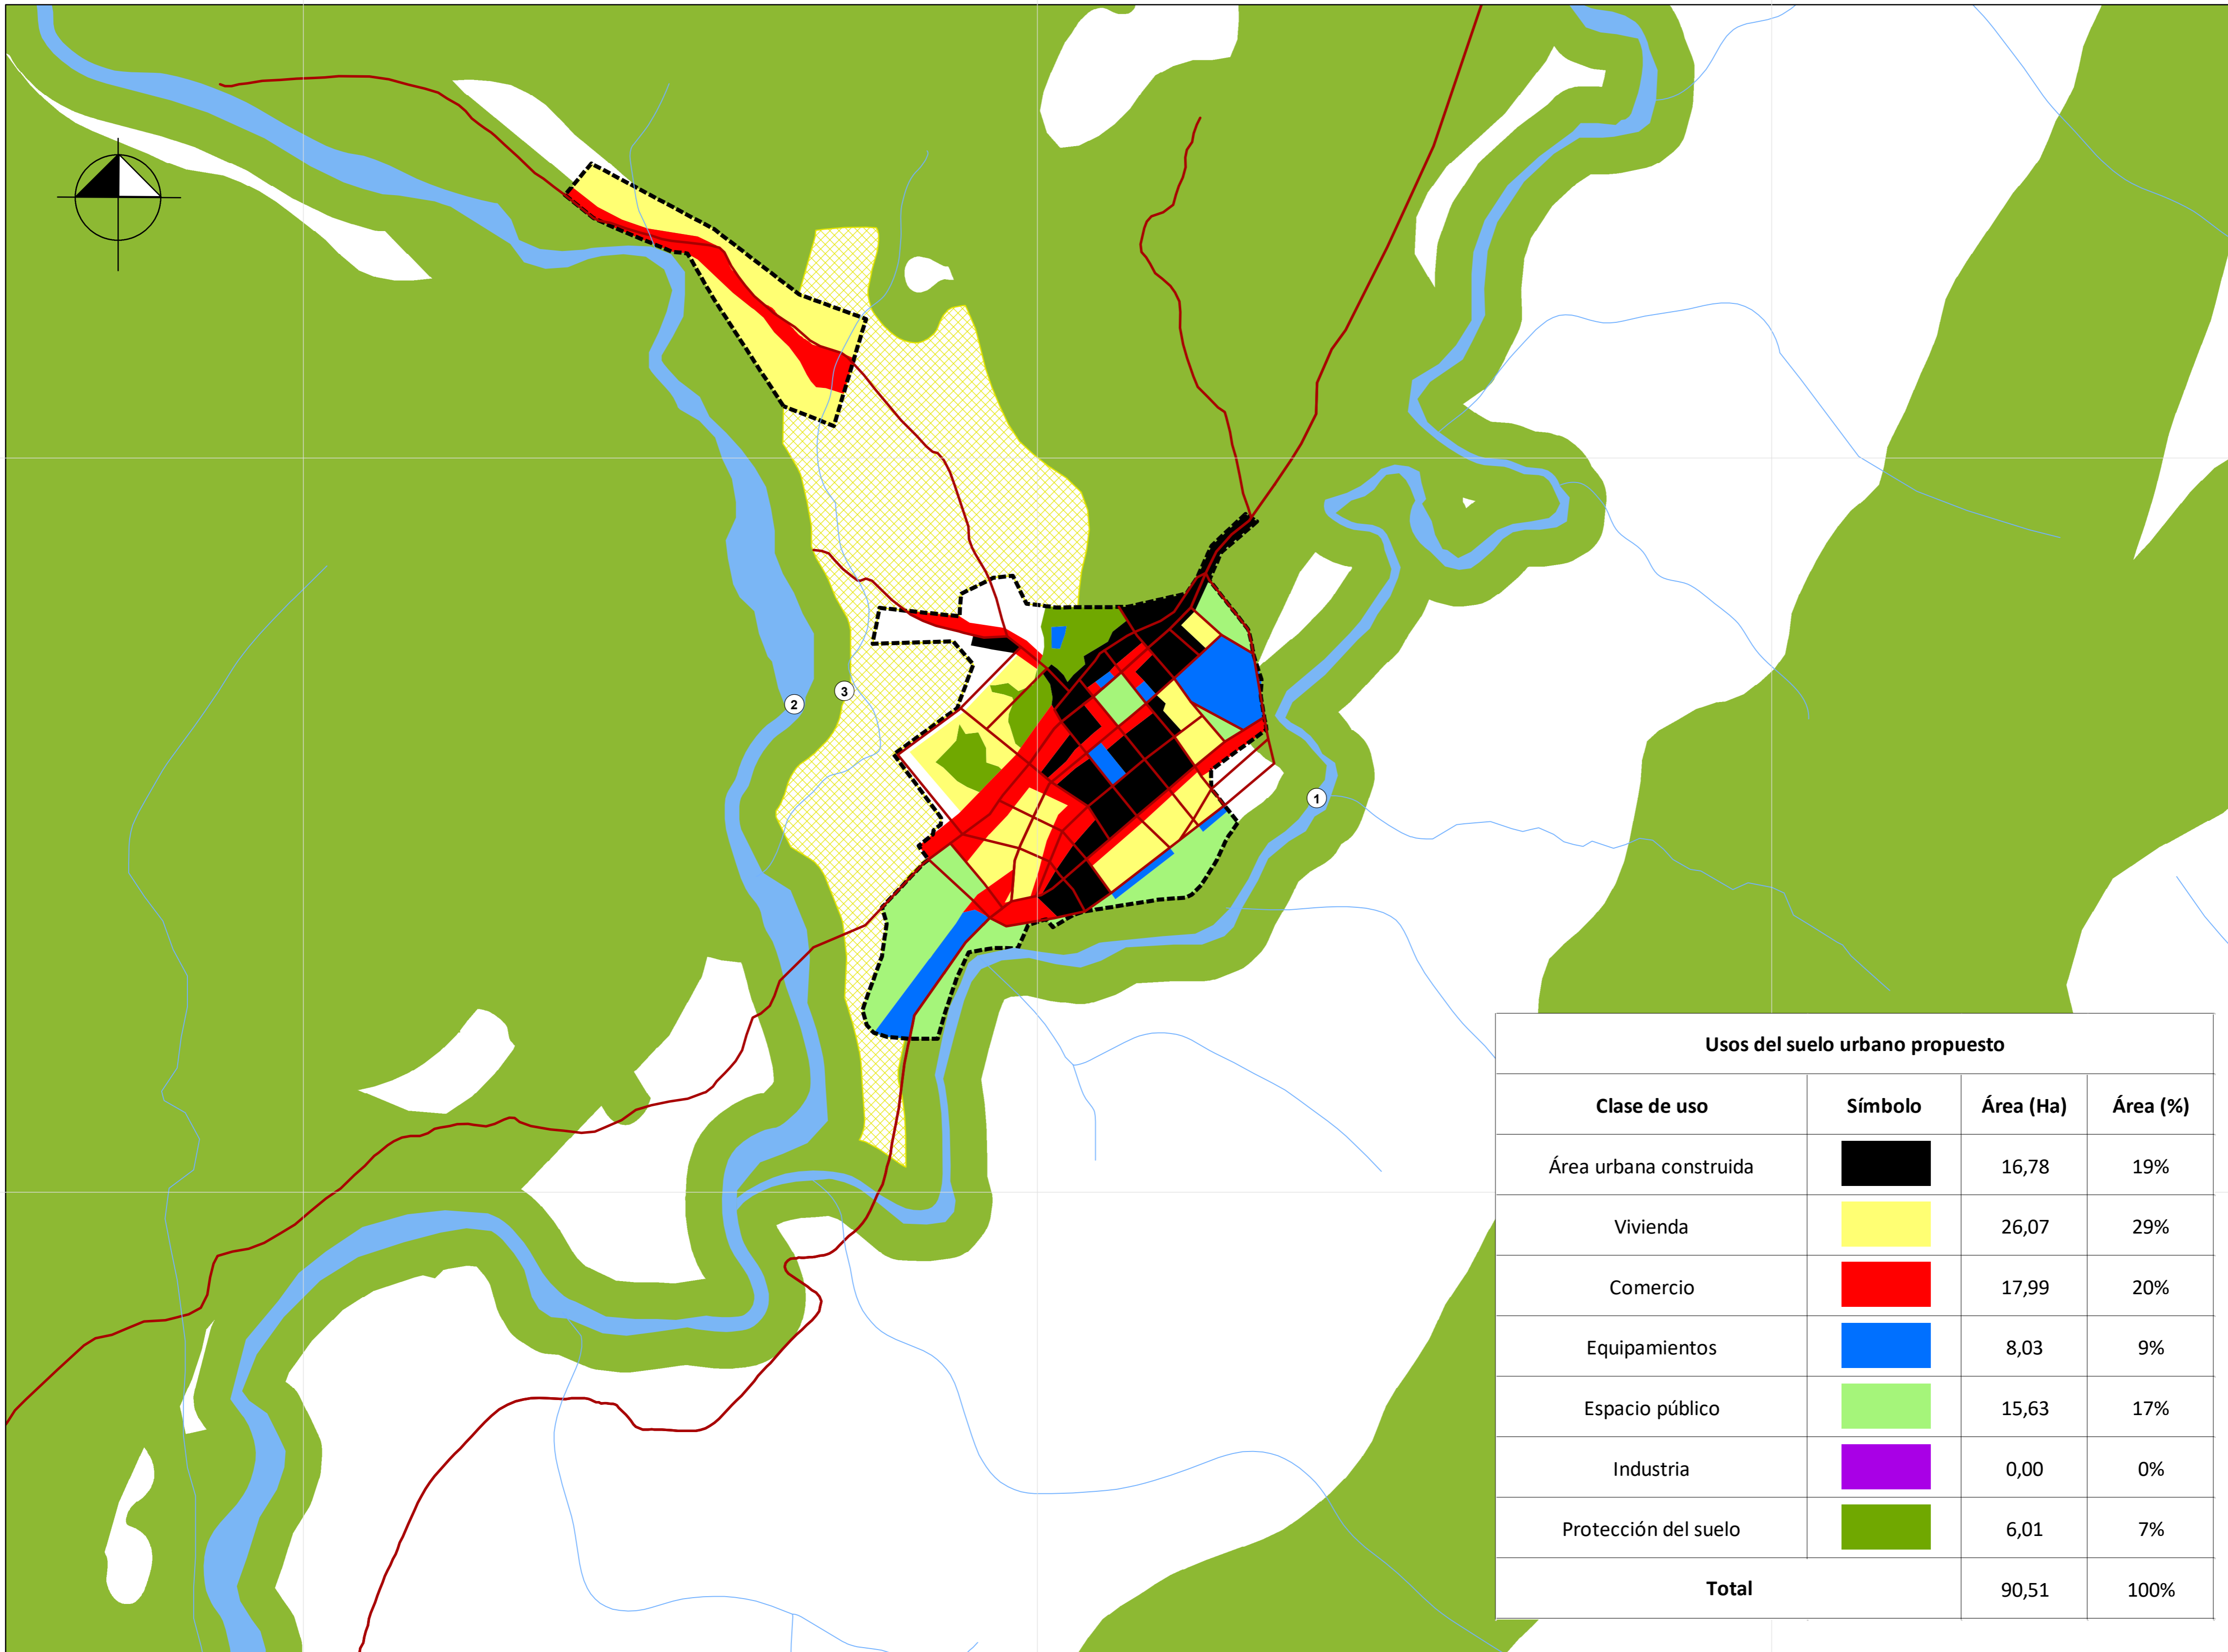 2
3
1
Usos del suelo urbano propuesto
Clase de uso Símbolo Área (Ha) Área (%)
Área urbana construida 16,78 19%
Vivienda 26,07 29%
Comercio 17,99 20%
Equipamientos 8,03 9%
Espacio público 15,63 17%
Industria 0,00 0%
Protección del suelo 6,01 7%
Total 90,51 100%